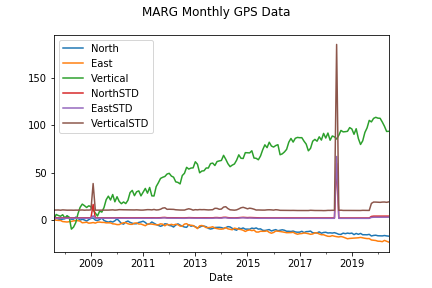 MARG Monthly GPS Data
North
East
Vertical
NorthSTD
EastSTD
VerticalSTD
150
100
50
0
2009 2011 2013 2015 2017 2019
Date